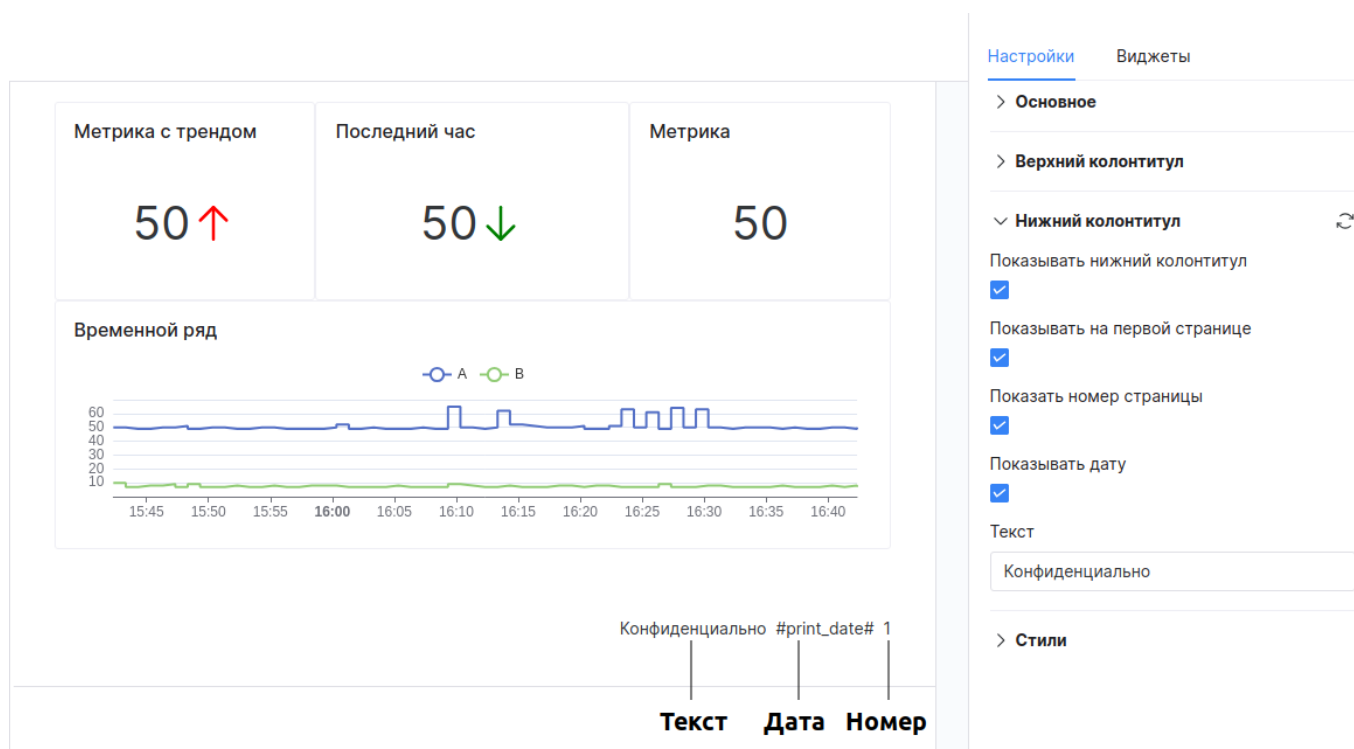 Настройки Виджеты
Основное
Верхний колонтитул
Нижний колонтитул
Показывать нижний колонтитул
Показывать на первой странице
Показать номер страницы
Показывать дату
Текст
Конфиденциально
Стили
Метрика с трендом Последний час Метрика
50 50 50
Временной ряд
A B
60
50
40
30
20
10
15:45 15:50 15:55 16:00 16:05 16:10 16:15 16:20 16:25 16:30 16:35 16:40
Конфиденциально #print_date# 1
Текст Дата Номер